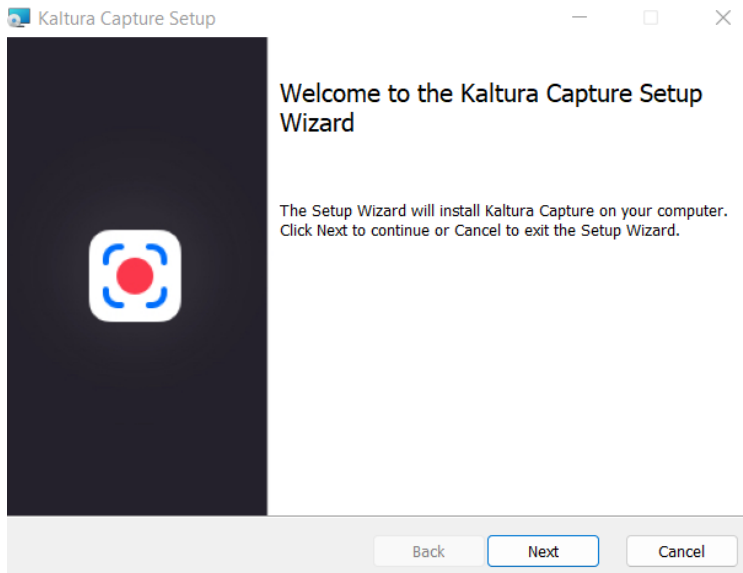 Kaltura Capture Setup
Welcome to the Kaltura Capture Setup
Wizard
The Setup Wizard will install Kaltura Capture on your computer.
Click Next to continue or Cancel to exit the Setup Wizard.
Back
Next
Cancel